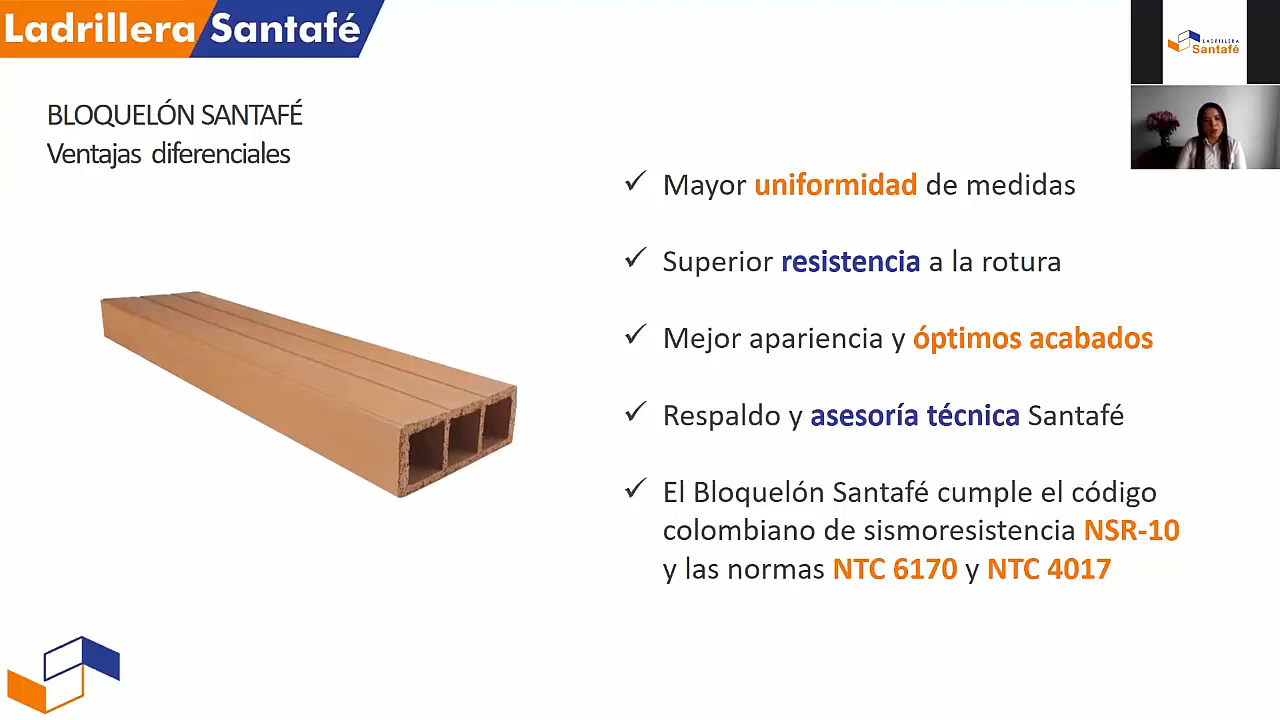 Ladrillera Santafé
LADRILLERA
Santafé
BLOQUELÓN SANTAFÉ
Ventajas diferenciales
✓ Mayor uniformidad de medidas
✓ Superior resistencia a la rotura
✓ Mejor apariencia y óptimos acabados
✓ Respaldo y asesoría técnica Santafé
✓ El Bloquelón Santafé cumple el código
colombiano de sismoresistencia NSR-10
y las normas NTC 6170 y NTC 4017